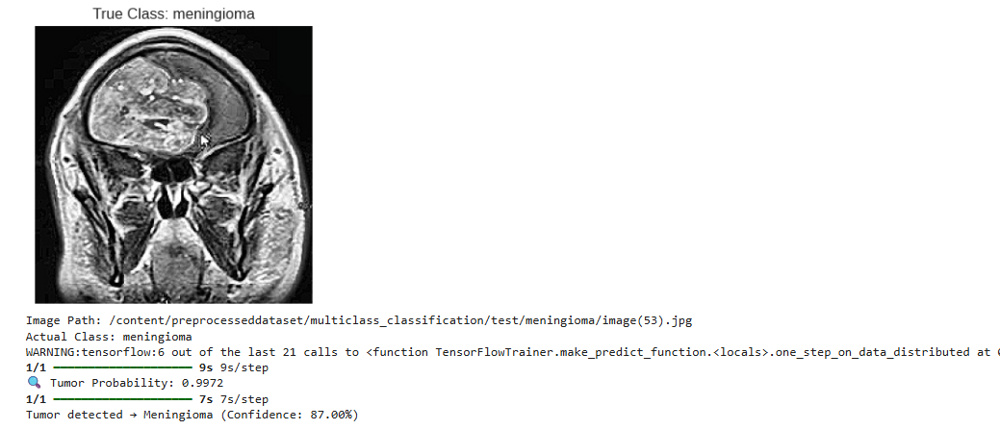 True Class: meningioma
Image Path: /content/preprocesseddataset/multiclass_classification/test/meningioma/image(53).jpg
Actual Class: meningioma
WARNING:tensorflow:6 out of the last 21 calls to <function TensorFlowTrainer.make_predict_function.<locals>.one_step_on_data_distributed at
1/1 ━━━━━━━━━━━━━━━━━━━━ 9s 9s/step
🔍 Tumor Probability: 0.9972
1/1 ━━━━━━━━━━━━━━━━━━━━ 7s 7s/step
Tumor detected → Meningioma (Confidence: 87.00%)